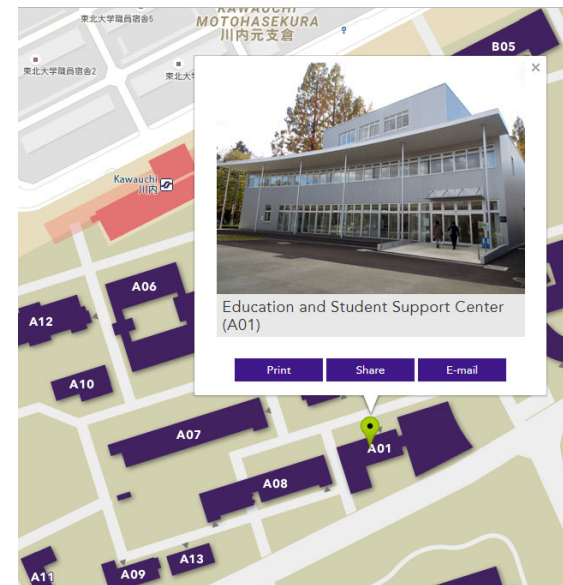 東北大学職員宿舎5
KAWAUCHI
MOTOHASEKURA
川内元支倉
B05
東北大学職員宿舎2
東北大
Kawauchi
川内
A06
A12
A10
A07
A08
A01
A11
A09
A13
×
Education and Student Support Center
(A01)
Print
Share
E-mail